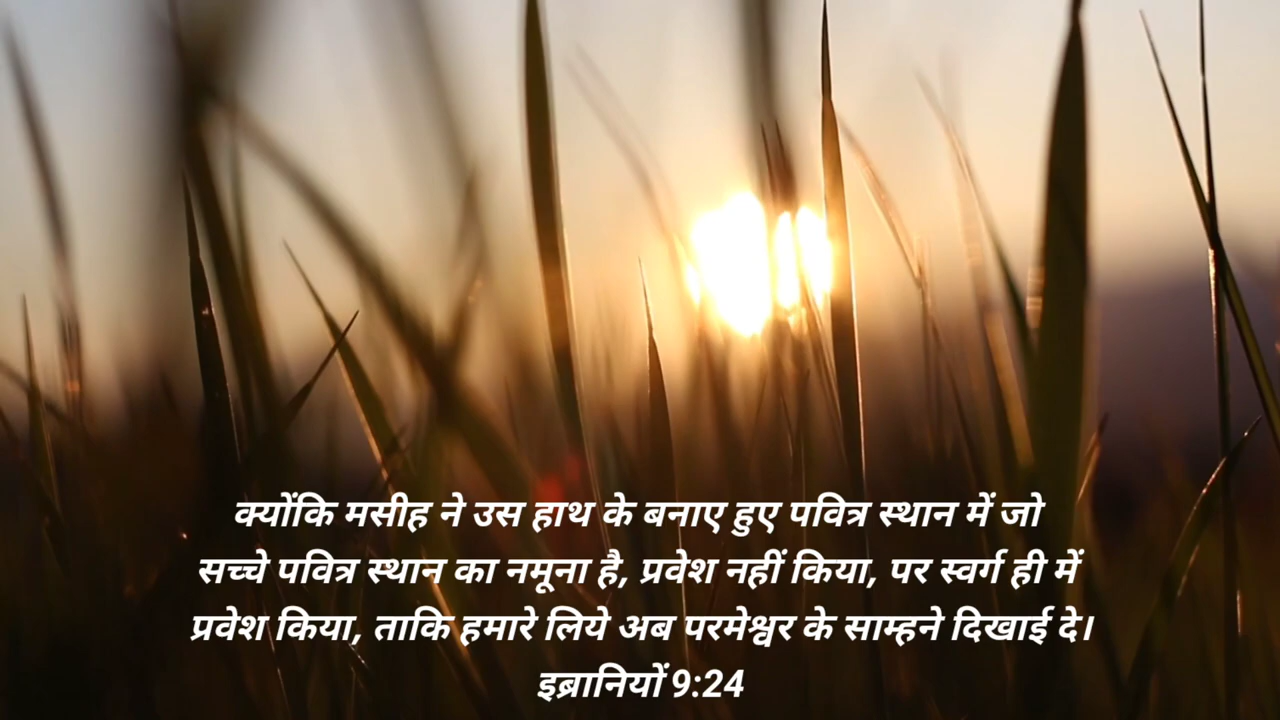 क्योंकि मसीह ने उस हाथ के बनाए हुए पवित्र स्थान में जो
सच्चे पवित्र स्थान का नमूना है, प्रवेश नहीं किया, पर स्वर्ग ही में
प्रवेश किया, ताकि हमारे लिये अब परमेश्वर के साम्हने दिखाई दे।
इब्रानियों 9:24